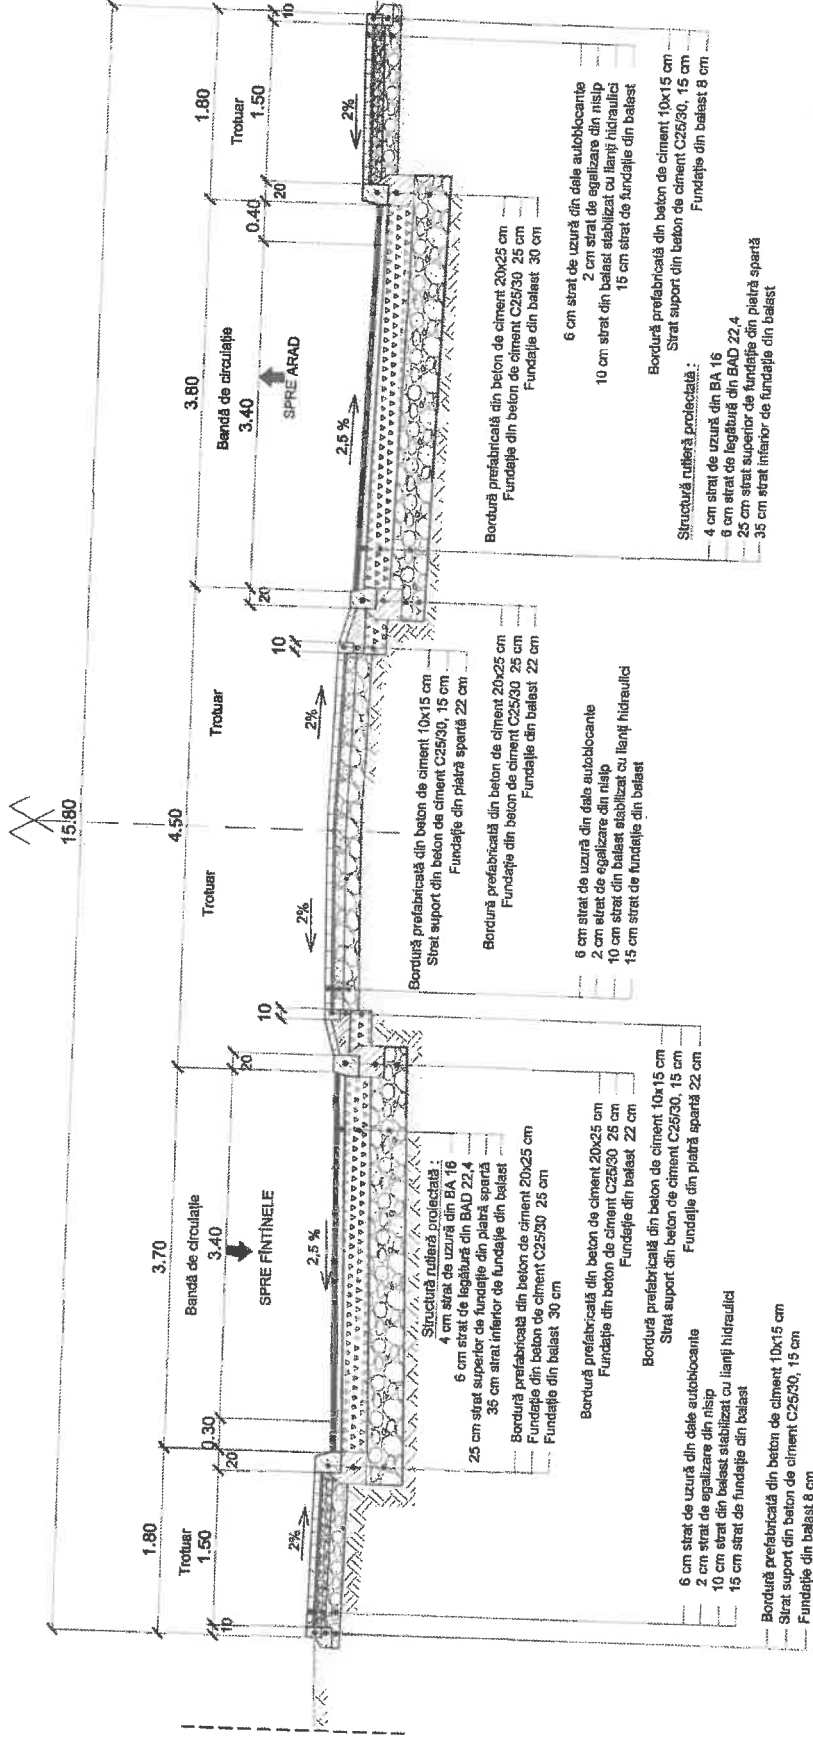 15.80
1.80
3.70
4.50
3.80
1.80
Trotuar
Bandă de circulație
Trotuar
Trotuar
Bandă de circulație
Trotuar
1.50
0.30
3.40
3.40
0.40
1.50
10
20
20
10
10
20
20
10
SPRE FÎNTÎNELE
SPRE ARAD
2%
2,5 %
2%
2%
2,5 %
2%
Structură rutieră proiectată :
4 cm strat de uzură din BA 16
6 cm strat de legătură din BAD 22,4
25 cm strat superior de fundație din piatră spartă
35 cm strat inferior de fundație din balast
Bordură prefabricată din beton de ciment 20x25 cm
Fundație din beton de ciment C25/30 25 cm
Fundație din balast 30 cm
Bordură prefabricată din beton de ciment 20x25 cm
Fundație din beton de ciment C25/30 25 cm
Fundație din balast 22 cm
Bordură prefabricată din beton de ciment 10x15 cm
Strat suport din beton de ciment C25/30, 15 cm
Fundație din piatră spartă 22 cm
6 cm strat de uzură din dale autoblocante
2 cm strat de egalizare din nisip
10 cm strat din balast stabilizat cu lianți hidraulici
15 cm strat de fundație din balast
Bordură prefabricată din beton de ciment 10x15 cm
Strat suport din beton de ciment C25/30, 15 cm
Fundație din balast 8 cm
Bordură prefabricată din beton de ciment 10x15 cm
Strat suport din beton de ciment C25/30, 15 cm
Fundație din piatră spartă 22 cm
Bordură prefabricată din beton de ciment 20x25 cm
Fundație din beton de ciment C25/30 25 cm
Fundație din balast 22 cm
6 cm strat de uzură din dale autoblocante
2 cm strat de egalizare din nisip
10 cm strat din balast stabilizat cu lianți hidraulici
15 cm strat de fundație din balast
Bordură prefabricată din beton de ciment 20x25 cm
Fundație din beton de ciment C25/30 25 cm
Fundație din balast 30 cm
6 cm strat de uzură din dale autoblocante
2 cm strat de egalizare din nisip
10 cm strat din balast stabilizat cu lianți hidraulici
15 cm strat de fundație din balast
Bordură prefabricată din beton de ciment 10x15 cm
Strat suport din beton de ciment C25/30, 15 cm
Fundație din balast 8 cm
Structură rutieră proiectată :
4 cm strat de uzură din BA 16
6 cm strat de legătură din BAD 22,4
25 cm strat superior de fundație din piatră spartă
35 cm strat inferior de fundație din balast